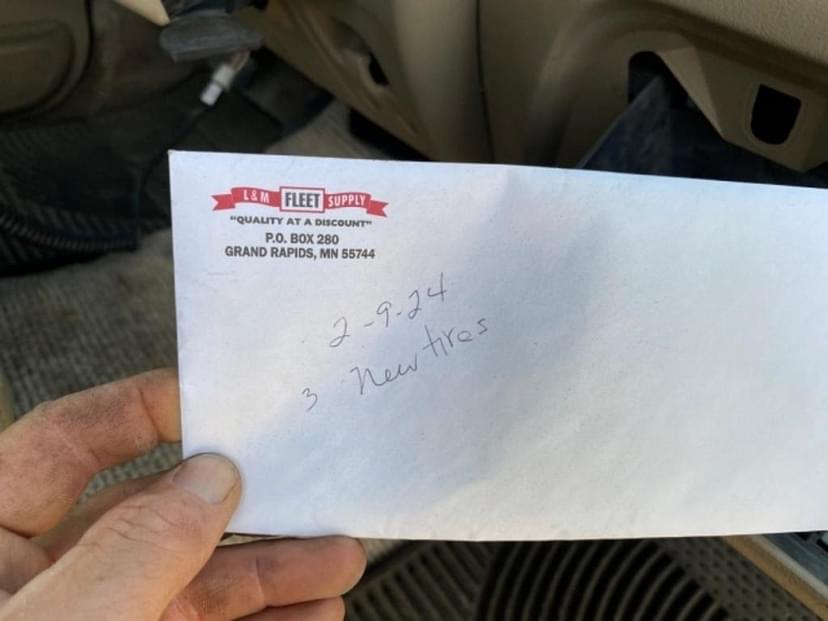 L & M FLEET SUPPLY
"QUALITY AT A DISCOUNT"
P.O. BOX 280
GRAND RAPIDS, MN 55744
2-9-24
3 New tires